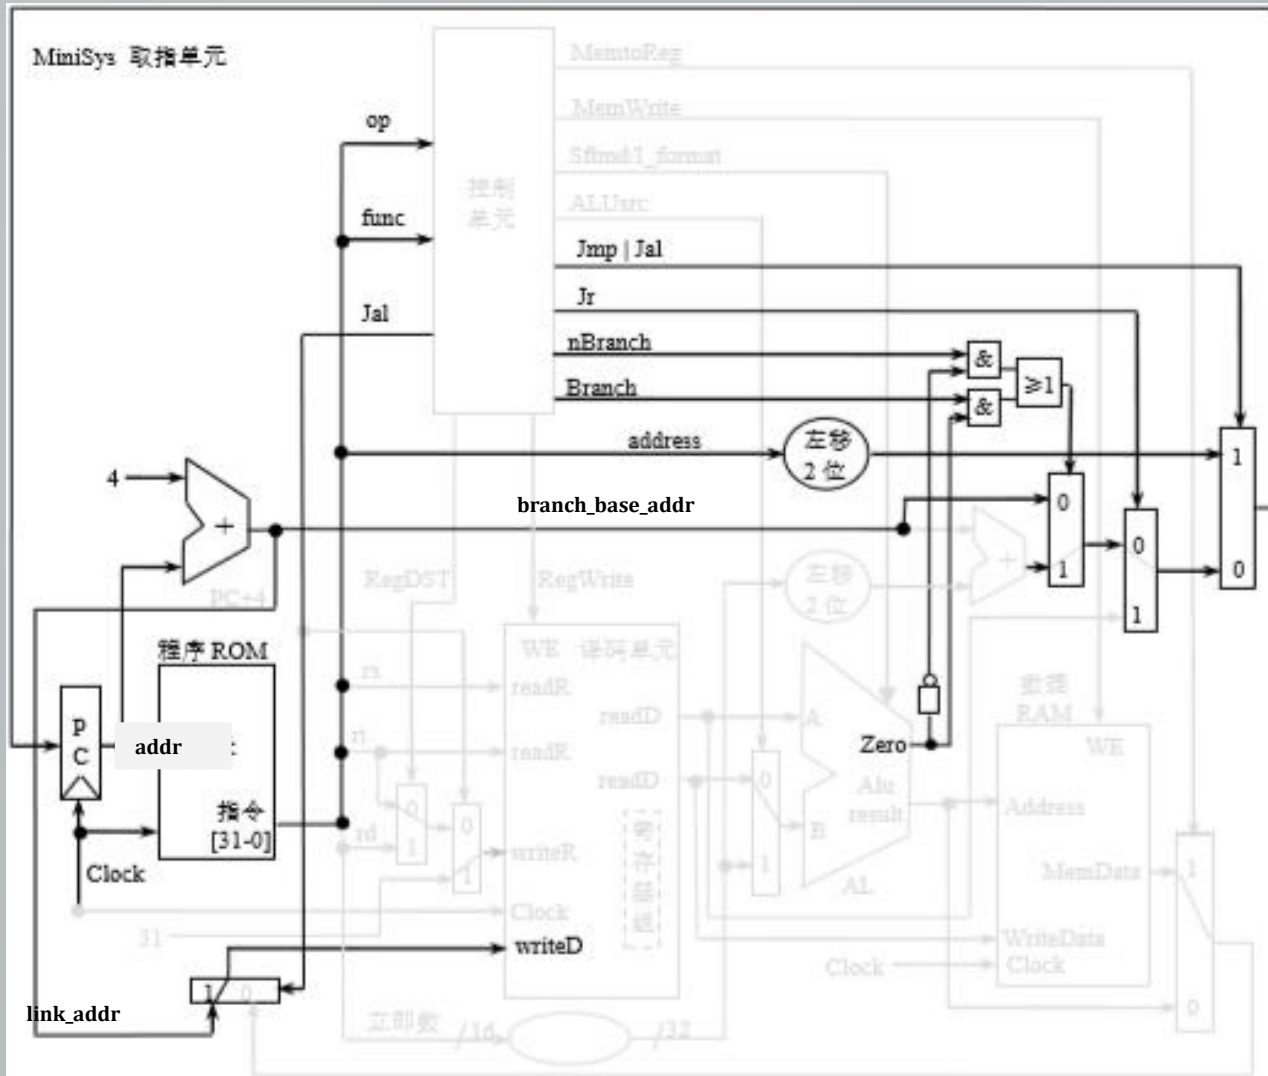 MiniSys 取指单元
MemtoReg
MemWrite
Sftmd/I_format
ALUsrc
op
控制
单元
func
Jmp | Jal
Jr
Jal
nBranch
Branch
&
≥1
&
address
左移
2 位
1
4
branch_base_addr
0
+
0
+
左移
2 位
1
0
RegDST
RegWrite
PC+4
1
程序 ROM
WE 译码单元
rs
readR
数据
RAM
P
C
addr
readD
A
Zero
WE
rt
readR
readD
0
Alu
result
Address
指令
[31-0]
0
0
B
rd
1
writeR
寄
存
器
组
1
1
1
MemData
Clock
AL
Clock
31
writeD
WriteData
Clock
Clock
1
0
link_addr
立即数
/16
/32
0